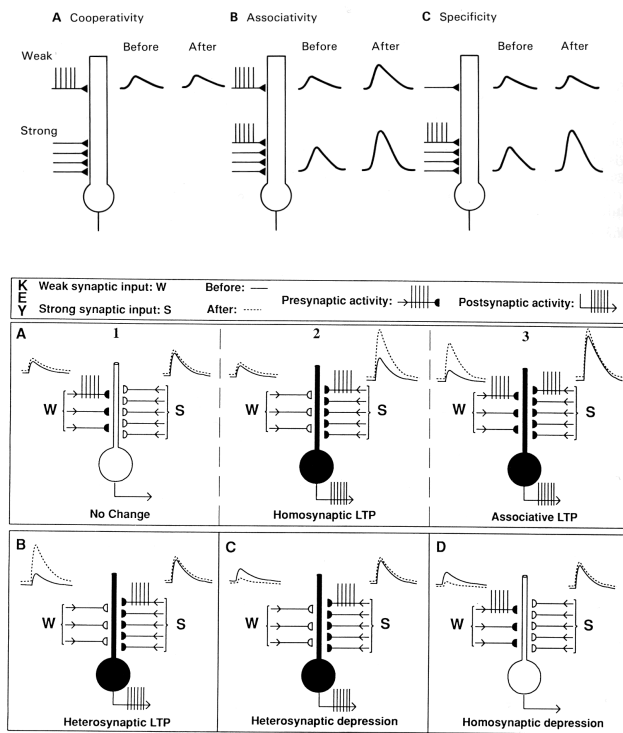 A Cooperativity
B Associativity
C Specificity
Before After
Before After
Before After
Weak
Strong
KEY
Weak synaptic input: W
Before:
Presynaptic activity:
Postsynaptic activity:
Strong synaptic input: S
After:
A
1
2
3
W S
W S
W S
No Change
Homosynaptic LTP
Associative LTP
B
C
D
W S
W S
W S
Heterosynaptic LTP
Heterosynaptic depression
Homosynaptic depression